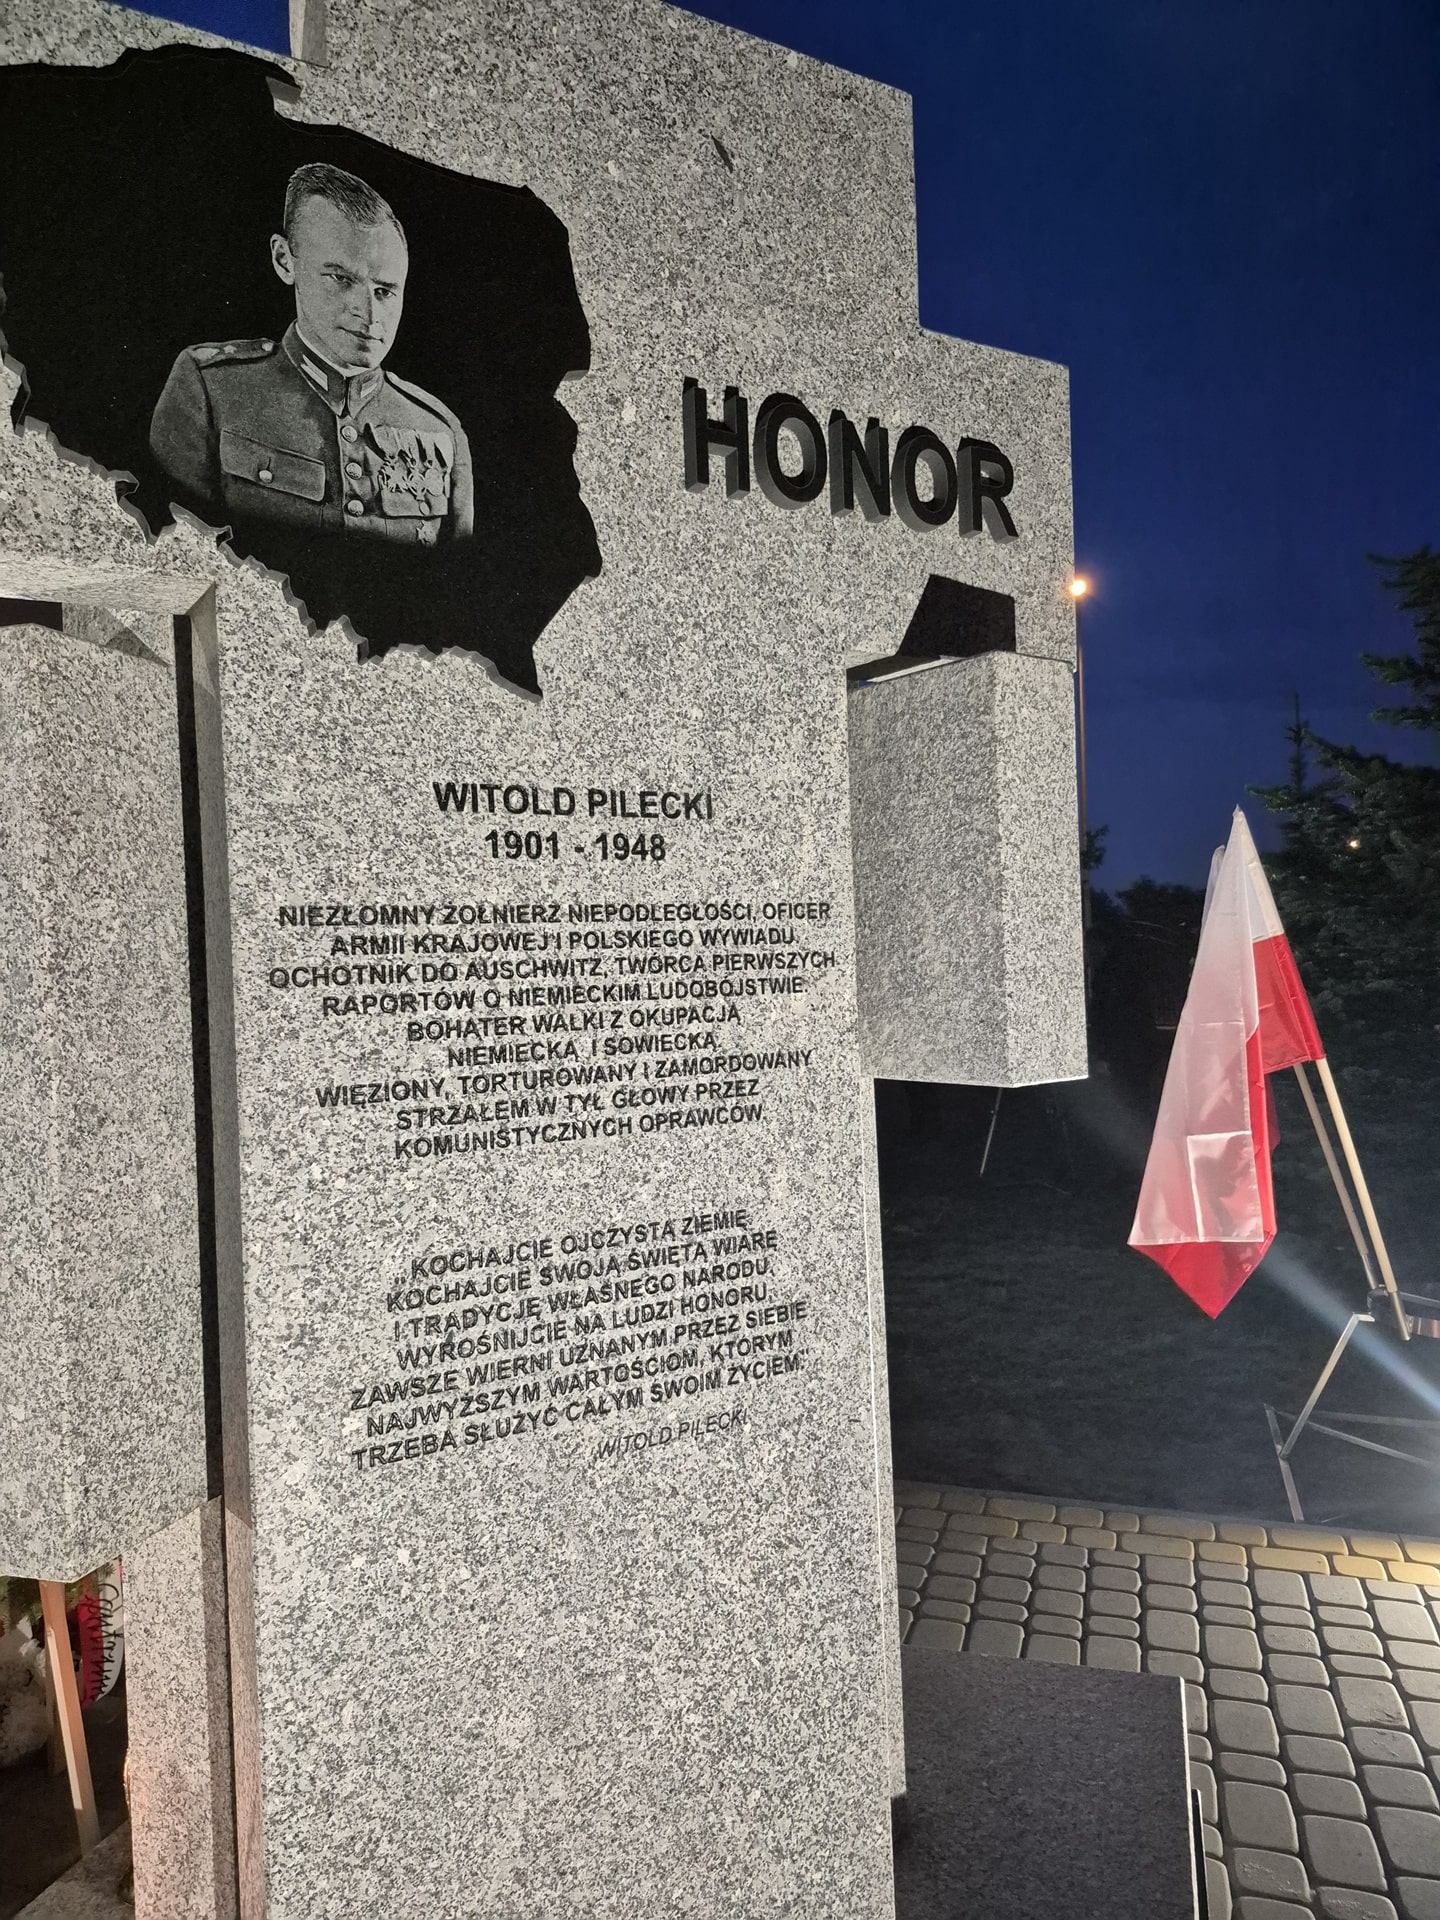 HONOR
WITOLD PILECKI
1901 - 1948
NIEZŁOMNY ŻOŁNIERZ NIEPODLEGŁOŚCI, OFICER
ARMII KRAJOWEJ I POLSKIEGO WYWIADU.
OCHOTNIK DO AUSCHWITZ, TWÓRCA PIERWSZYCH
RAPORTÓW O NIEMIECKIM LUDOBÓJSTWIE.
BOHATER WALKI Z OKUPACJĄ
NIEMIECKĄ I SOWIECKĄ.
WIĘZIONY, TORTUROWANY I ZAMORDOWANY
STRZAŁEM W TYŁ GŁOWY PRZEZ
KOMUNISTYCZNYCH OPRAWCÓW.
„KOCHAJCIE OJCZYSTĄ ZIEMIĘ
KOCHAJCIE SWOJĄ ŚWIĘTĄ WIARĘ
I TRADYCJĘ WŁASNEGO NARODU.
WYROŚNIJCIE NA LUDZI HONORU,
ZAWSZE WIERNI UZNANYM PRZEZ SIEBIE
NAJWYŻSZYM WARTOŚCIOM, KTÓRYM
TRZEBA SŁUŻYĆ CAŁYM SWOIM ŻYCIEM."
WITOLD PILECKI